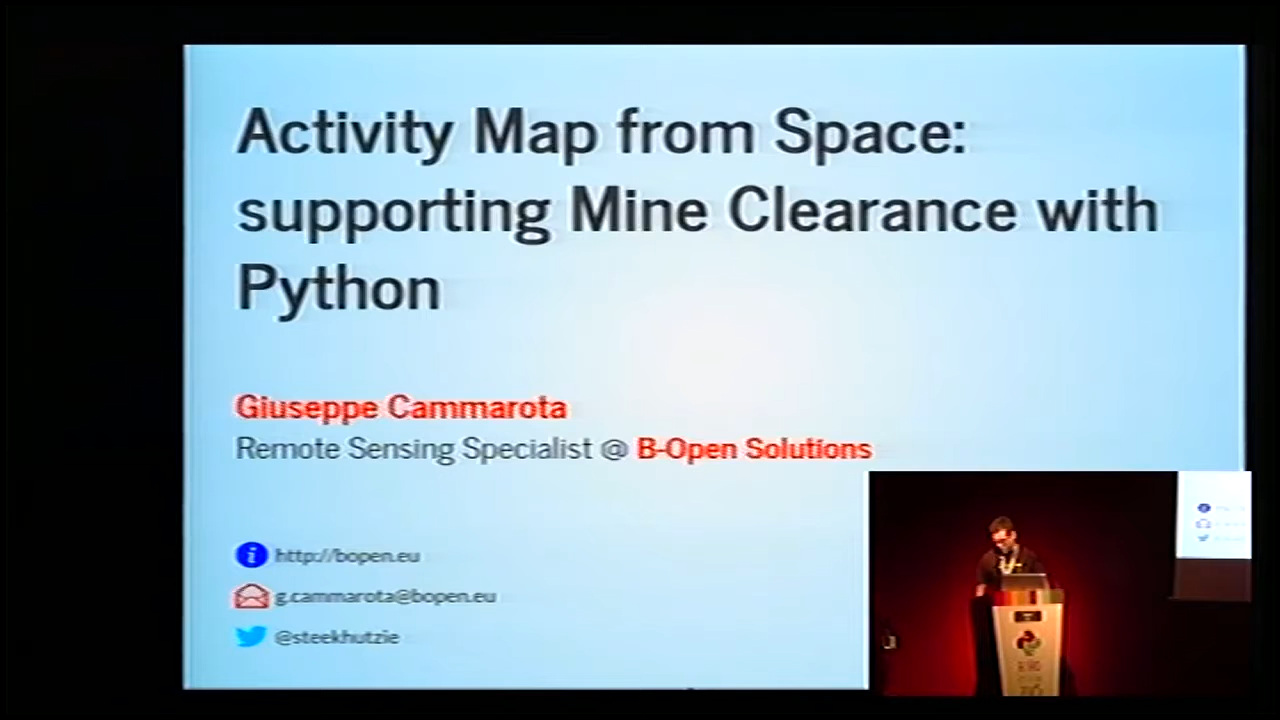 Activity Map from Space:
supporting Mine Clearance with
Python
Giuseppe Cammarota
Remote Sensing Specialist @ B-Open Solutions
http://bopen.eu
g.cammarota@bopen.eu
@steekhutzie